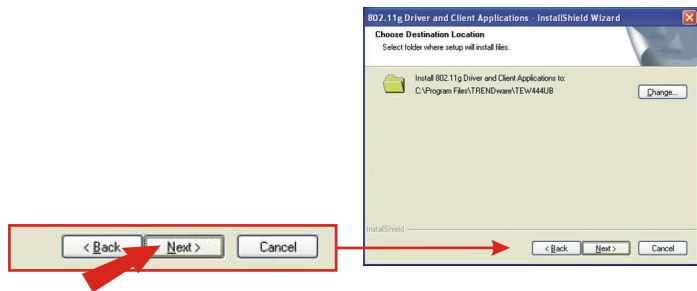 802.11g Driver and Client Applications - InstallShield Wizard
Choose Destination Location
Select folder where setup will install files.
Install 802.11g Driver and Client Applications to:
C:\Program Files\TRENDware\TEW444UB
Change...
InstallShield
< Back Next > Cancel
< Back Next > Cancel